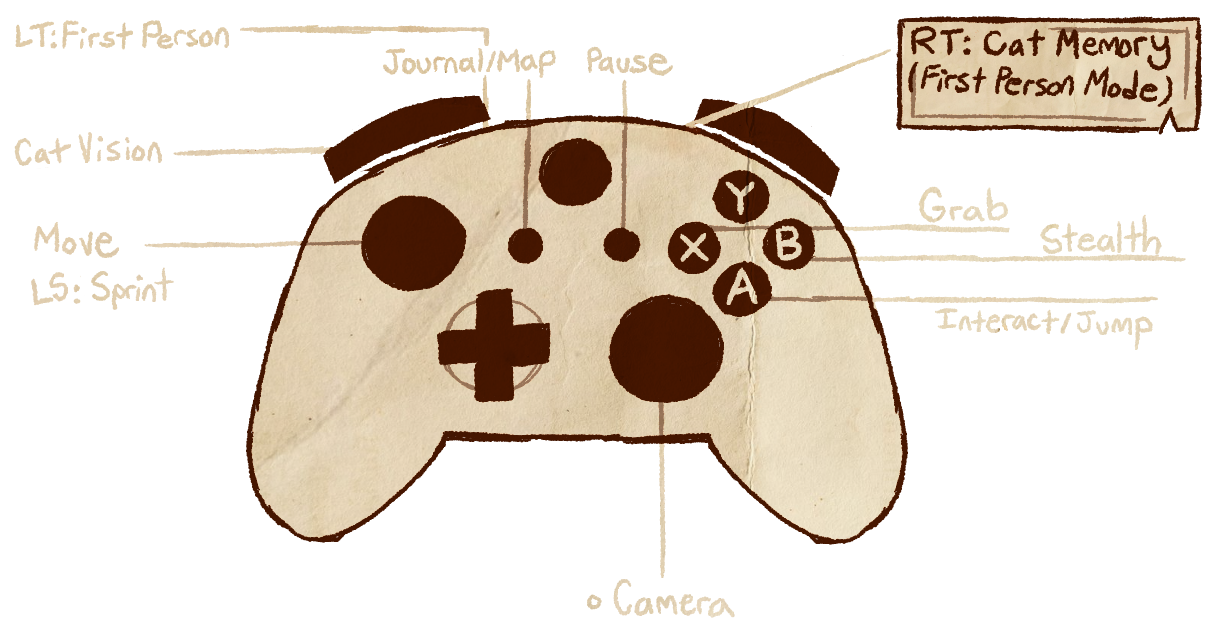 LT: First Person
Journal/Map
Pause
RT: Cat Memory
(First Person Mode)
Cat Vision
Y
Grab
Move
X
B
Stealth
LS: Sprint
A
Interact/Jump
Camera